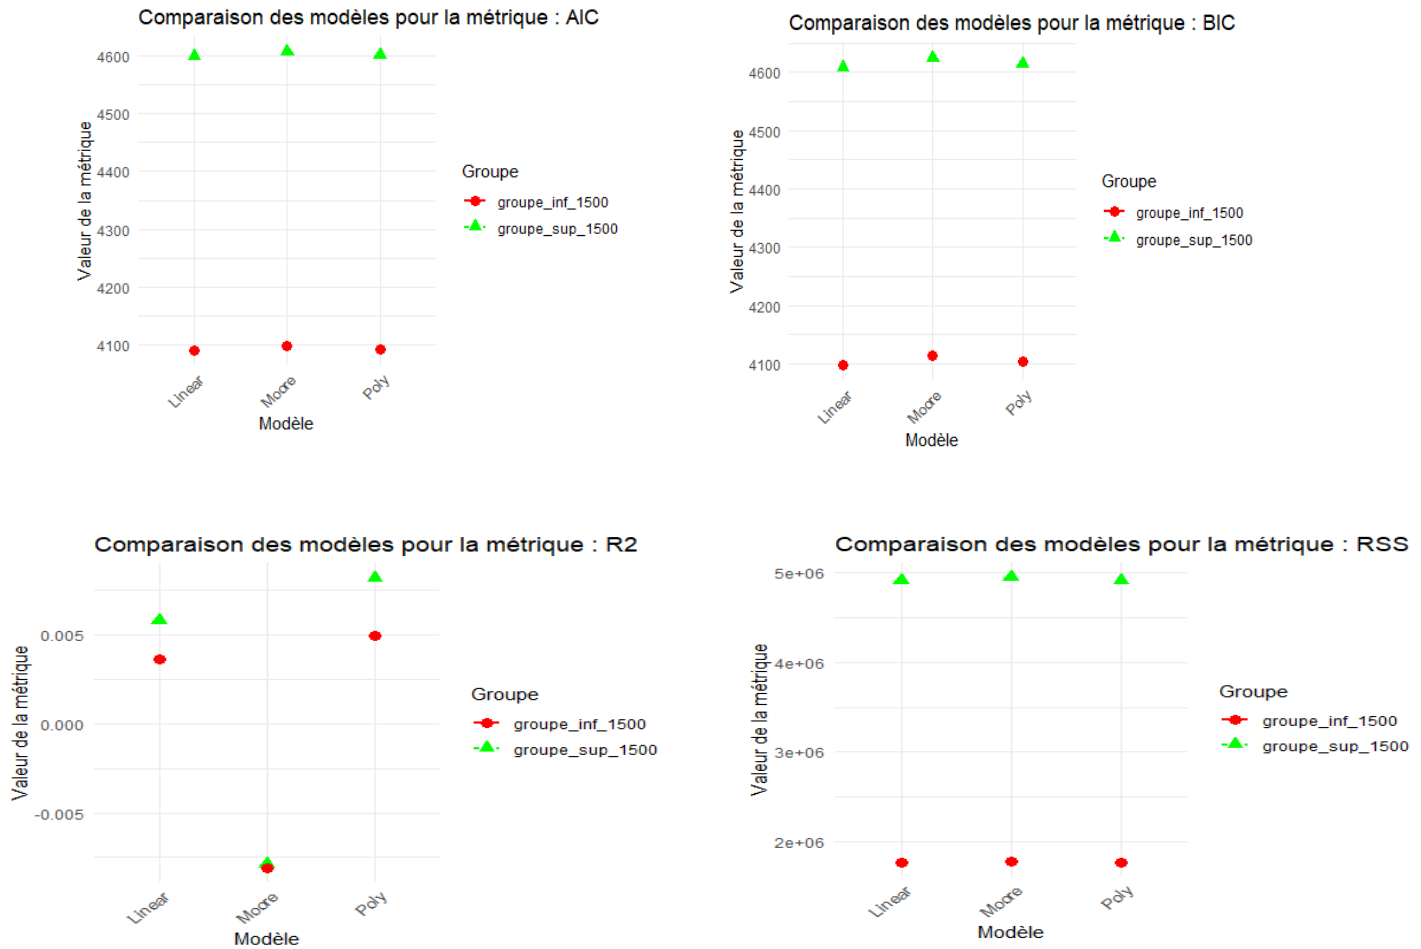 Comparaison des modèles pour la métrique : AIC
Valeur de la métrique
4600
4500
4400
4300
4200
4100
Linear
Moore
Poly
Modèle
Groupe
groupe_inf_1500
groupe_sup_1500
Comparaison des modèles pour la métrique : BIC
Valeur de la métrique
4600
4500
4400
4300
4200
4100
Linear
Moore
Poly
Modèle
Groupe
groupe_inf_1500
groupe_sup_1500
Comparaison des modèles pour la métrique : R2
Valeur de la métrique
0.005
0.000
-0.005
Linear
Moore
Poly
Modèle
Groupe
groupe_inf_1500
groupe_sup_1500
Comparaison des modèles pour la métrique : RSS
Valeur de la métrique
5e+06
4e+06
3e+06
2e+06
Linear
Moore
Poly
Modèle
Groupe
groupe_inf_1500
groupe_sup_1500